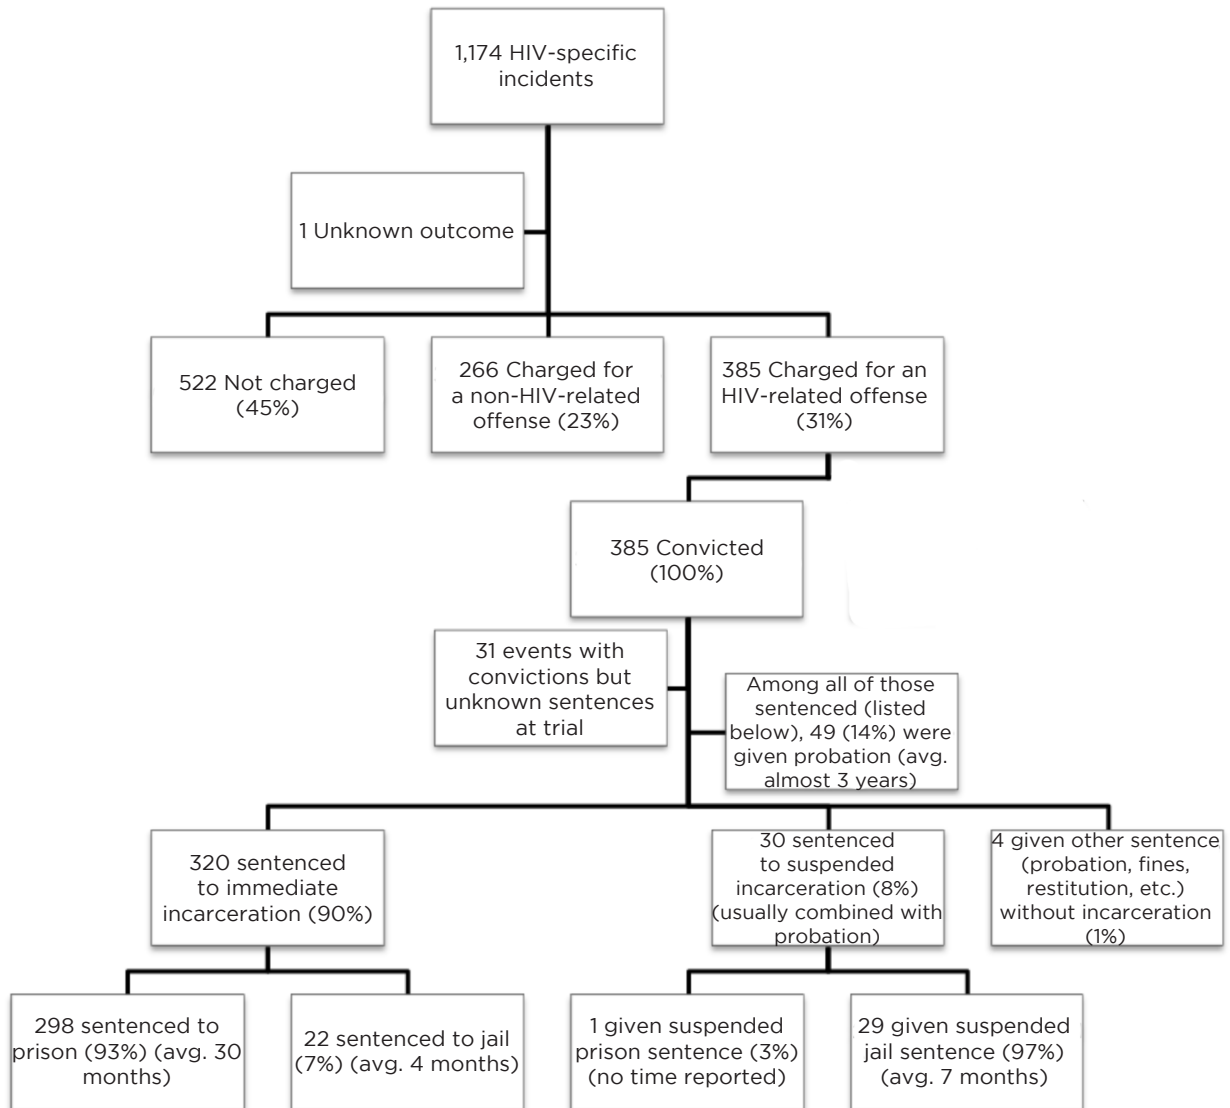 1,174 HIV-specific
incidents
1 Unknown outcome
522 Not charged
(45%)
266 Charged for
a non-HIV-related
offense (23%)
385 Charged for an
HIV-related offense
(31%)
385 Convicted
(100%)
31 events with
convictions but
unknown sentences
at trial
Among all of those
sentenced (listed
below), 49 (14%) were
given probation (avg.
almost 3 years)
320 sentenced
to immediate
incarceration (90%)
30 sentenced
to suspended
incarceration (8%)
(usually combined with
probation)
4 given other sentence
(probation, fines,
restitution, etc.)
without incarceration
(1%)
298 sentenced to
prison (93%) (avg. 30
months)
22 sentenced to jail
(7%) (avg. 4 months)
1 given suspended
prison sentence (3%)
(no time reported)
29 given suspended
jail sentence (97%)
(avg. 7 months)